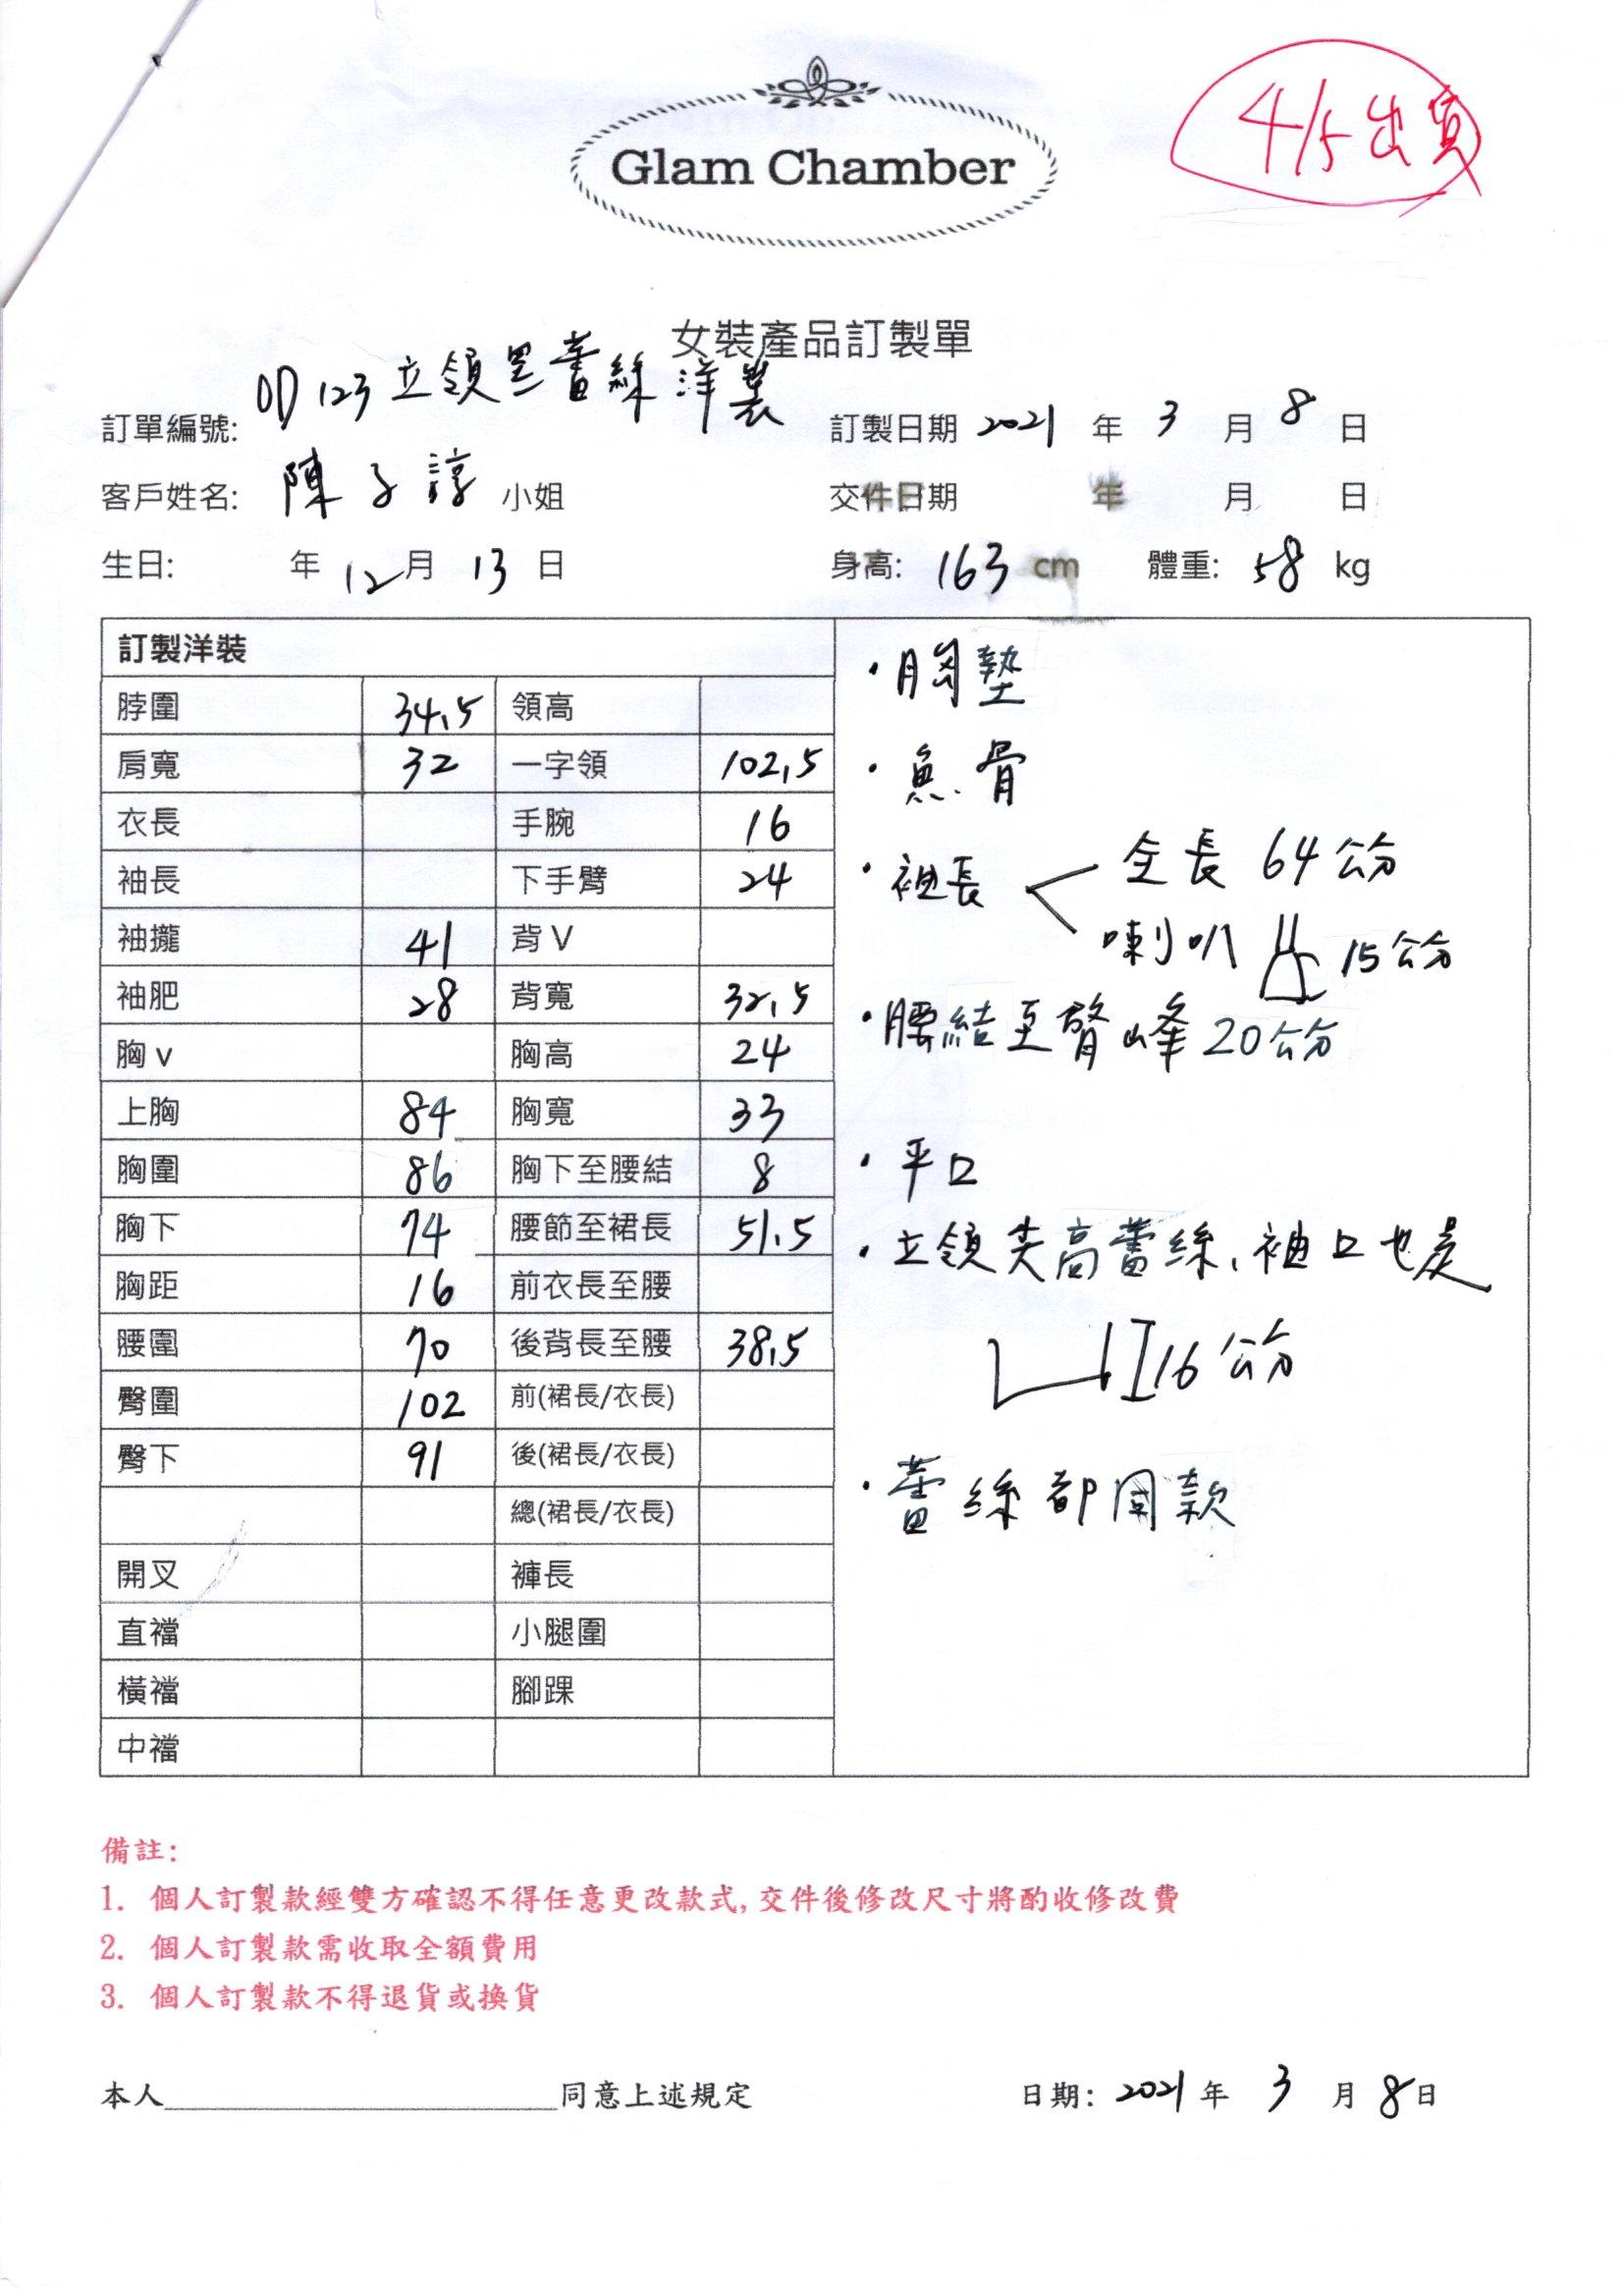 4/5出貨
Glam Chamber
女裝產品訂製單
訂單編號: OD123立領黑蕾絲洋裝 訂製日期 2021 年 3 月 8 日
客戶姓名: 陳子諄 小姐 交件日期 年 月 日
生日: 年 12 月 13 日 身高: 163 cm 體重: 58 kg
訂製洋裝
脖圍 34.5 領高
肩寬 32 一字領 102.5
衣長 手腕 16
袖長 下手臂 24
袖攏 41 背 V
袖肥 28 背寬 32.5
胸 v 胸高 24
上胸 84 胸寬 33
胸圍 86 胸下至腰結 8
胸下 74 腰節至裙長 51.5
胸距 16 前衣長至腰
腰圍 70 後背長至腰 38.5
臀圍 102 前(裙長/衣長)
臀下 91 後(裙長/衣長)
總(裙長/衣長)
開叉 褲長
直襠 小腿圍
橫襠 腳踝
中襠
·胸墊
·魚骨
·袖長 全長 64公分
喇叭 15公分
·腰結至臀峰20公分
·平口
·立領夾高蕾絲,袖口也是
16公分
·蕾絲都同款
備註:
1. 個人訂製款經雙方確認不得任意更改款式, 交件後修改尺寸將酌收修改費
2. 個人訂製款需收取全額費用
3. 個人訂製款不得退貨或換貨
本人____________________同意上述規定 日期: 2021 年 3 月 8 日